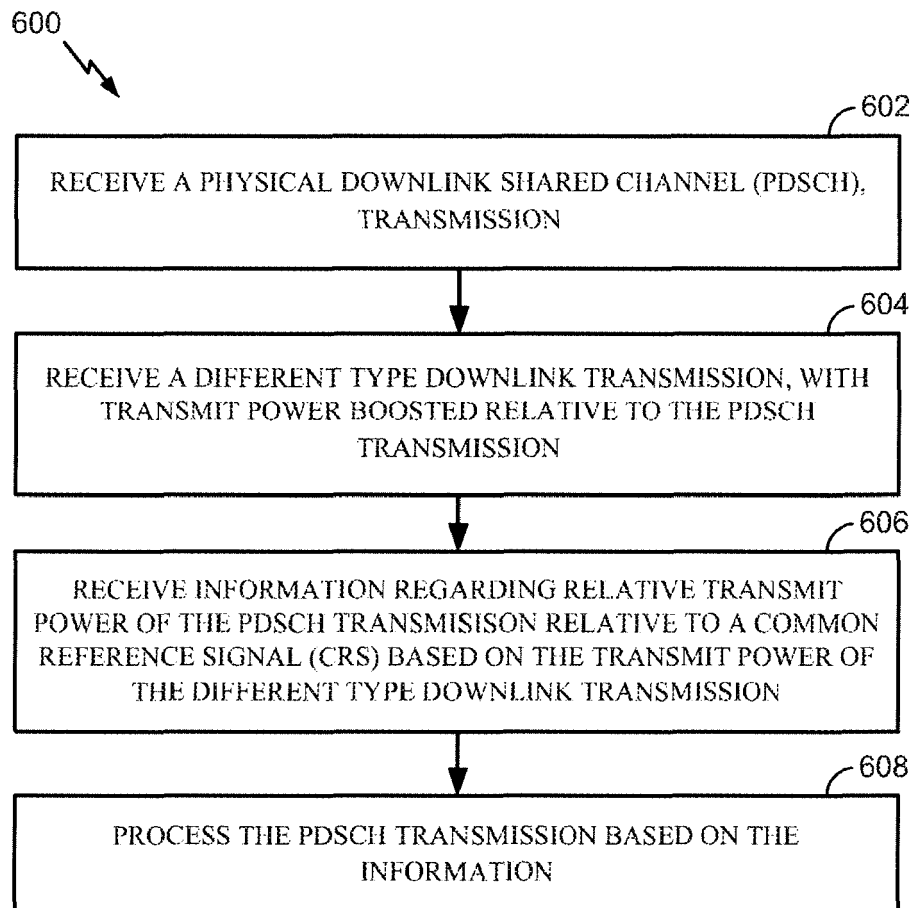 600
602
RECEIVE A PHYSICAL DOWNLINK SHARED CHANNEL (PDSCH),
TRANSMISSION
604
RECEIVE A DIFFERENT TYPE DOWNLINK TRANSMISSION, WITH
TRANSMIT POWER BOOSTED RELATIVE TO THE PDSCH
TRANSMISSION
606
RECEIVE INFORMATION REGARDING RELATIVE TRANSMIT
POWER OF THE PDSCH TRANSMISISON RELATIVE TO A COMMON
REFERENCE SIGNAL (CRS) BASED ON THE TRANSMIT POWER OF
THE DIFFERENT TYPE DOWNLINK TRANSMISSION
608
PROCESS THE PDSCH TRANSMISSION BASED ON THE
INFORMATION